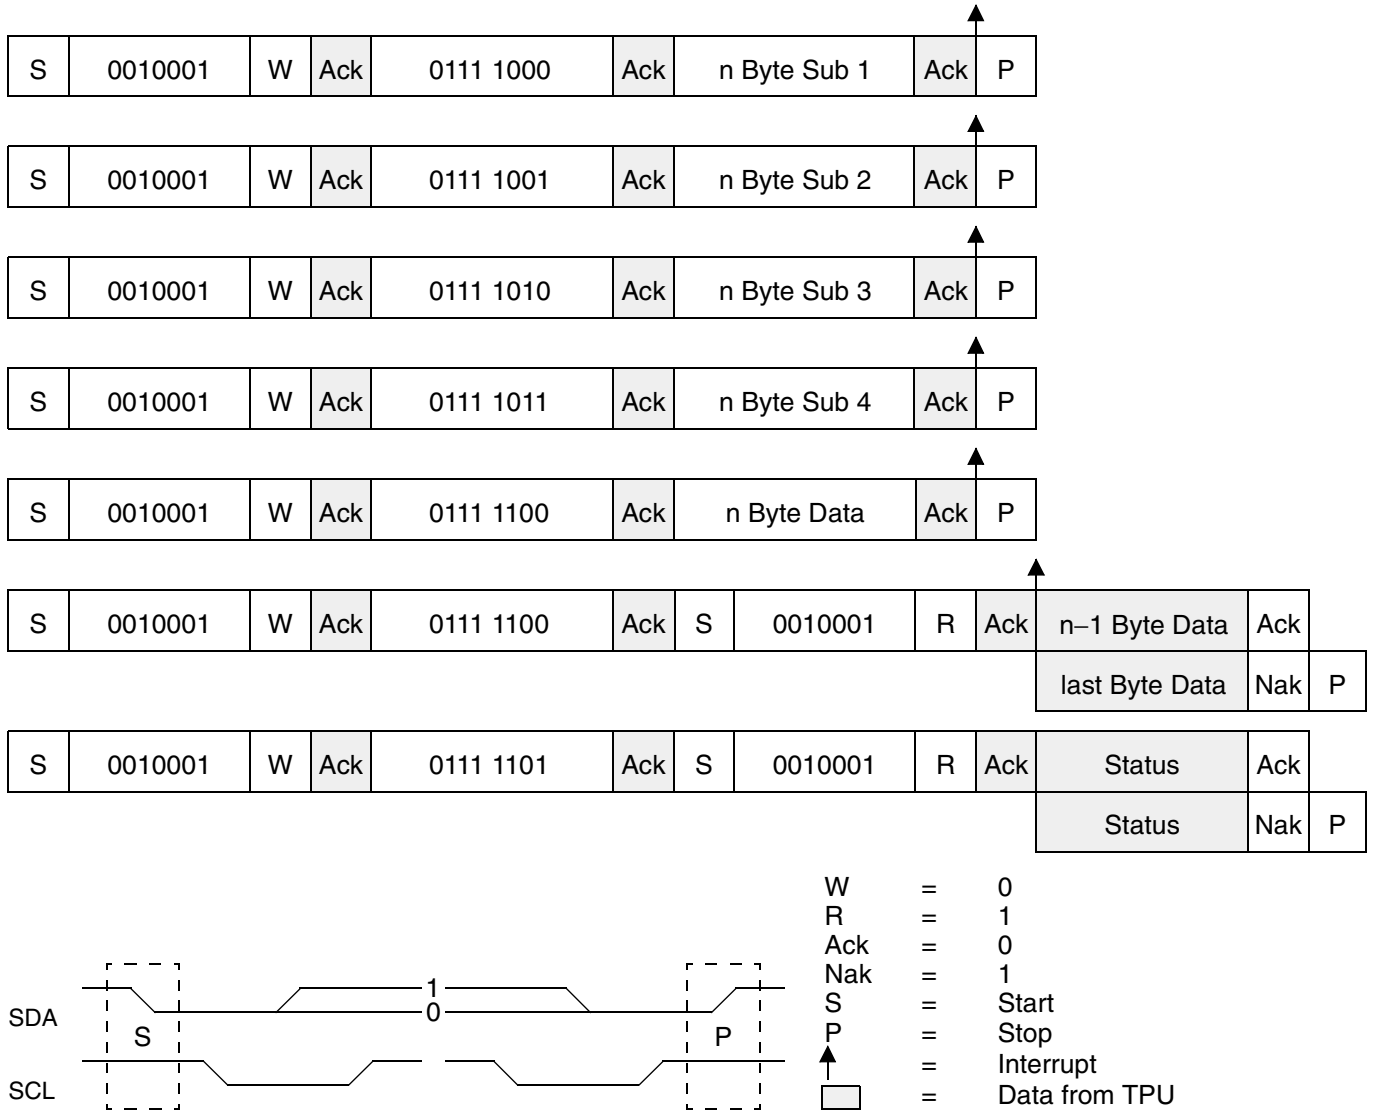 S 0010001 W Ack 0111 1000 Ack n Byte Sub 1 Ack P
S 0010001 W Ack 0111 1001 Ack n Byte Sub 2 Ack P
S 0010001 W Ack 0111 1010 Ack n Byte Sub 3 Ack P
S 0010001 W Ack 0111 1011 Ack n Byte Sub 4 Ack P
S 0010001 W Ack 0111 1100 Ack n Byte Data Ack P
S 0010001 W Ack 0111 1100 Ack S 0010001 R Ack n–1 Byte Data Ack
last Byte Data Nak P
S 0010001 W Ack 0111 1101 Ack S 0010001 R Ack Status Ack
Status Nak P
W = 0
R = 1
Ack = 0
Nak = 1
S = Start
P = Stop
= Interrupt
= Data from TPU
1
SDA 0
S P
SCL